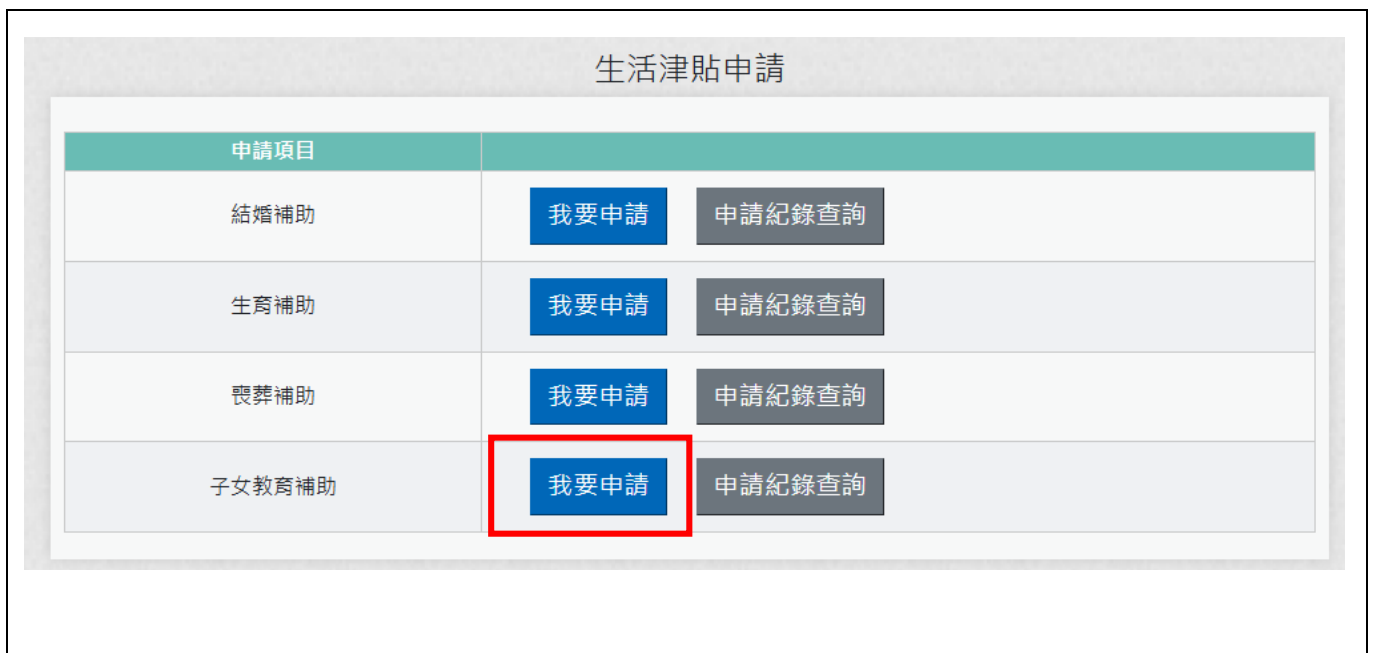 生活津貼申請
申請項目
結婚補助 我要申請 申請紀錄查詢
生育補助 我要申請 申請紀錄查詢
喪葬補助 我要申請 申請紀錄查詢
子女教育補助 我要申請 申請紀錄查詢